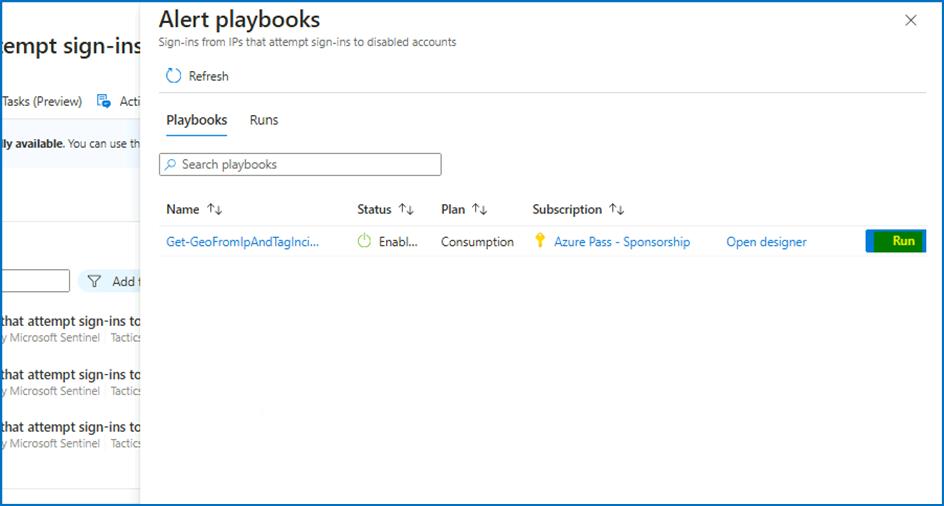 Alert playbooks
Sign-ins from IPs that attempt sign-ins to disabled accounts
tempt sign-ins
Refresh
Tasks (Preview) Acti
Playbooks Runs
lly available. You can use th
Search playbooks
Name Status Plan Subscription
Get-GeoFromIpAndTagInci... Enabl... Consumption Azure Pass - Sponsorship Open designer Run
Add f
that attempt sign-ins to
y Microsoft Sentinel Tactics
that attempt sign-ins to
y Microsoft Sentinel Tactics
that attempt sign-ins to
y Microsoft Sentinel Tactics